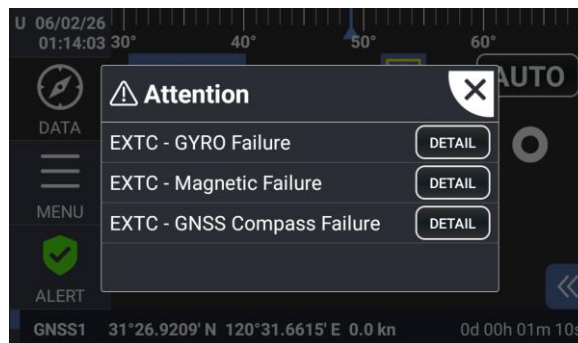 U 06/02/26
01:14:03
30° 40° 50° 60°
AUTO
DATA
MENU
ALERT
Attention
EXTC - GYRO Failure DETAIL
EXTC - Magnetic Failure DETAIL
EXTC - GNSS Compass Failure DETAIL
GNSS1 31°26.9209' N 120°31.6615' E 0.0 kn 0d 00h 01m 10s